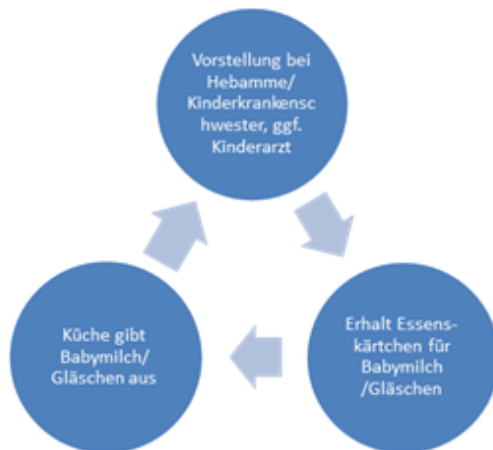 Vorstellung bei
Hebamme/
Kinderkrankensc
hwester, ggf.
Kinderarzt
Erhalt Essens-
kärtchen für
Babymilch
/Gläschen
Küche gibt
Babymilch/
Gläschen aus